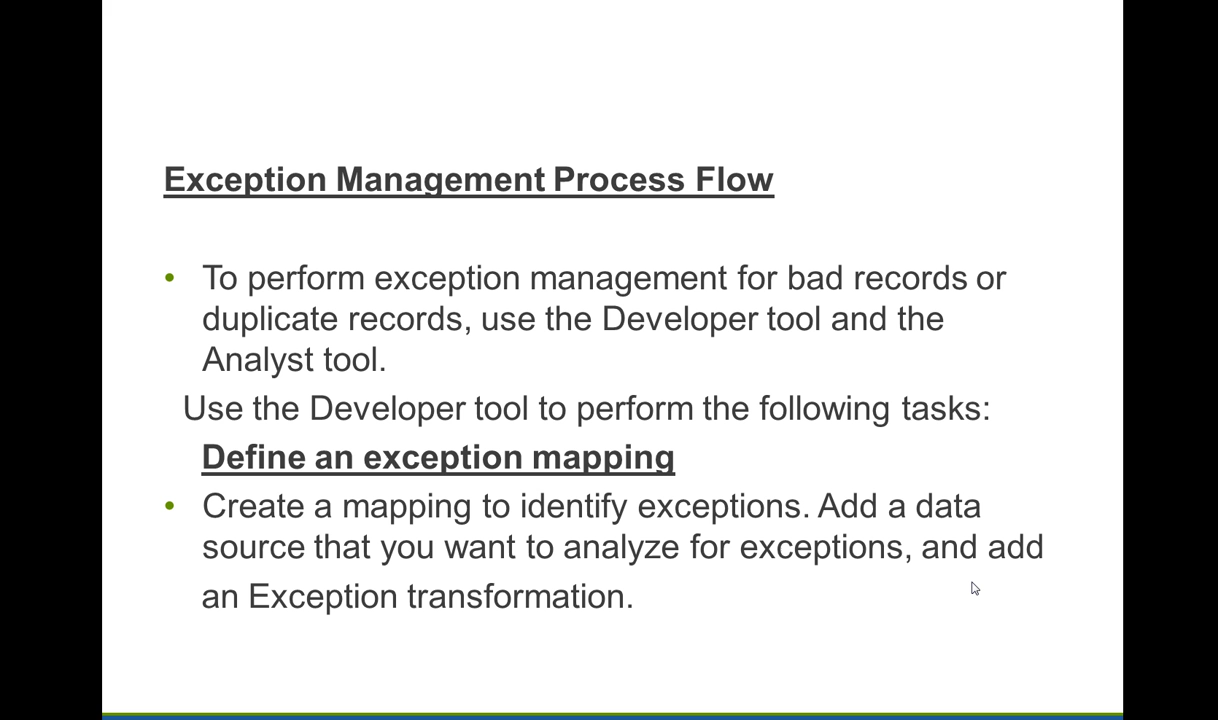 Exception Management Process Flow
• To perform exception management for bad records or
duplicate records, use the Developer tool and the
Analyst tool.
Use the Developer tool to perform the following tasks:
Define an exception mapping
• Create a mapping to identify exceptions. Add a data
source that you want to analyze for exceptions, and add
an Exception transformation.